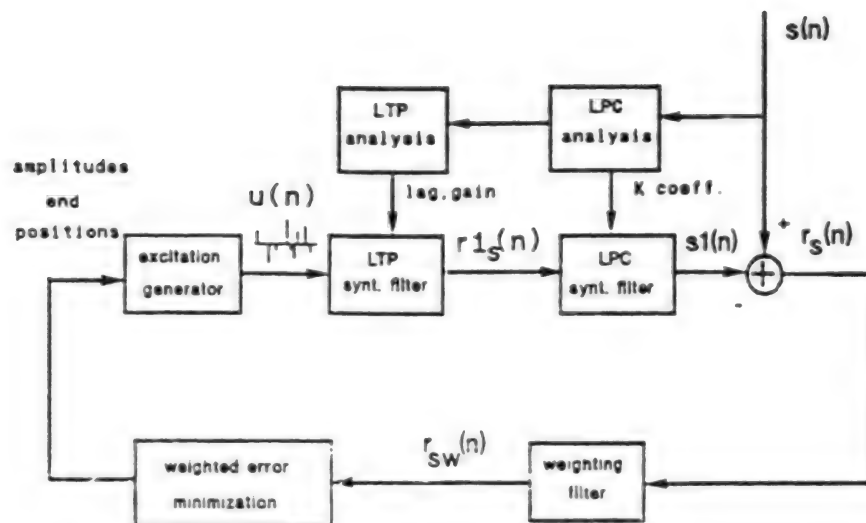 s(n)
LTP
analysis
LPC
analysis
amplitudes
end
positions
u(n)
lag.gain
K coeff.
excitation
generator
LTP
synt. filter
r1s(n)
LPC
synt. filter
s1(n)
+
rs(n)
-
weighted error
minimization
rsw(n)
weighting
filter